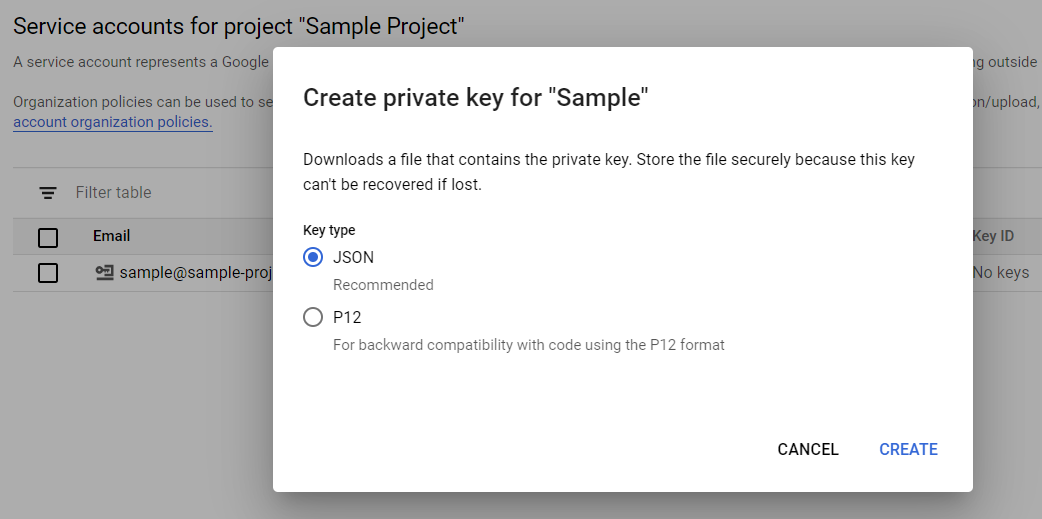 Service accounts for project "Sample Project"
A service account represents a Google
ng outside
Organization policies can be used to se
on/upload,
account organization policies.
Filter table
Email
Key ID
sample@sample-proj
No keys
Create private key for "Sample"
Downloads a file that contains the private key. Store the file securely because this key
can't be recovered if lost.
Key type
JSON
Recommended
P12
For backward compatibility with code using the P12 format
CANCEL
CREATE